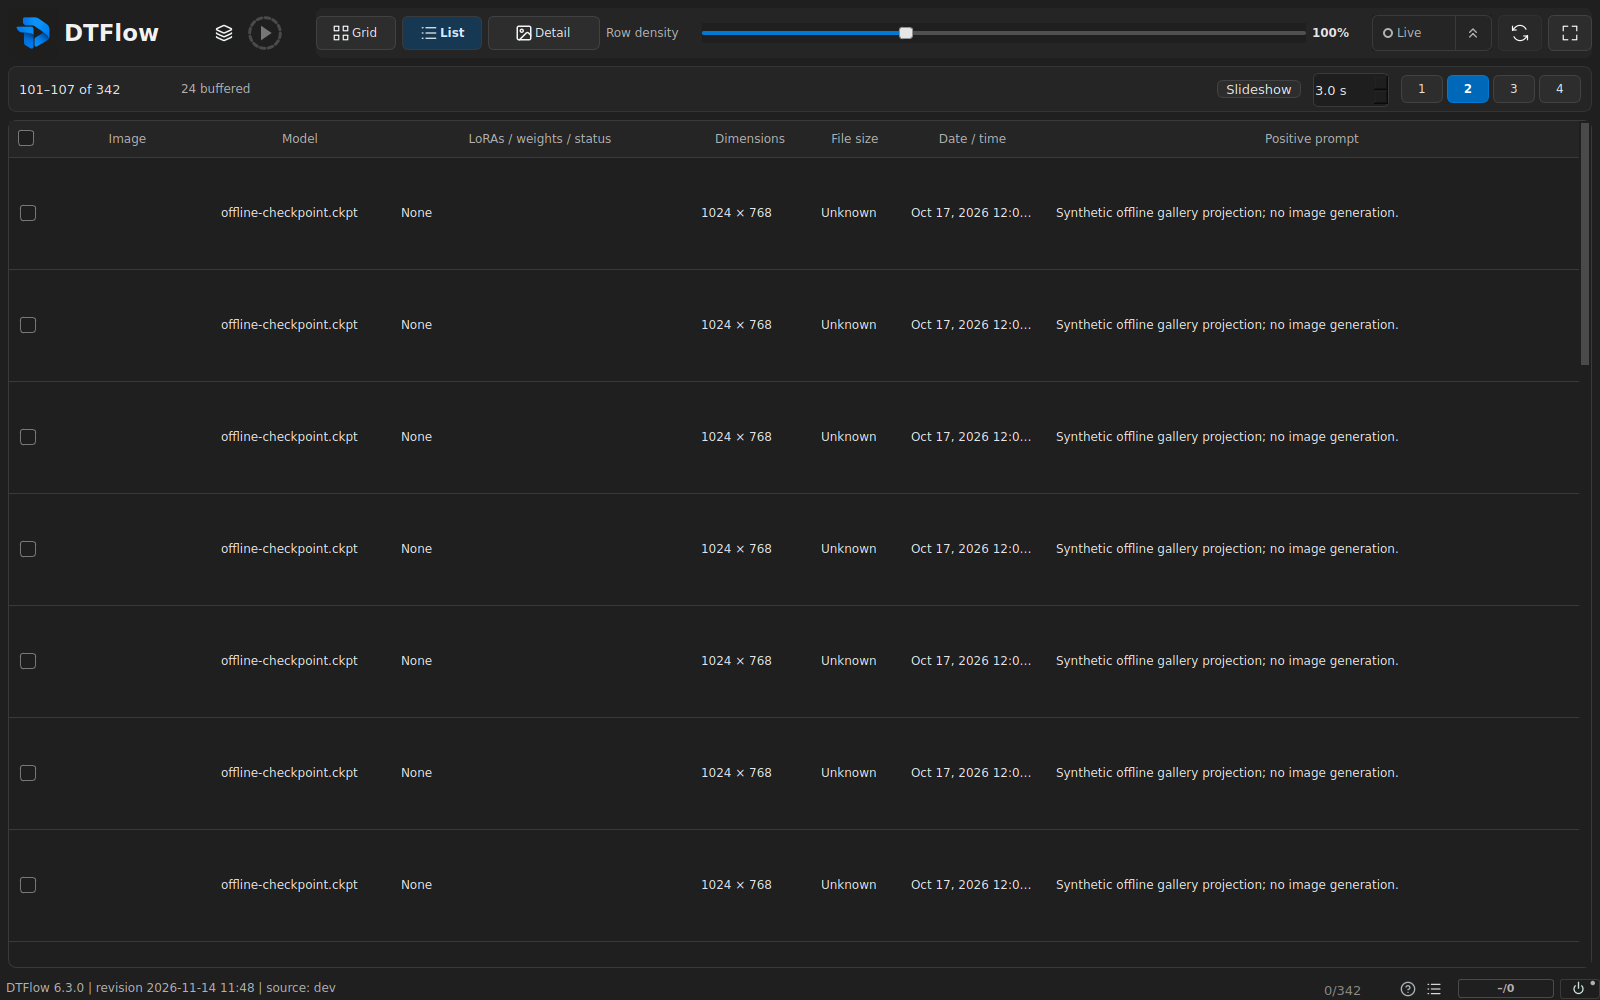 DTFlow
Grid List Detail Row density 100% Live
101–107 of 342 24 buffered Slideshow 3.0 s 1 2 3 4
Image Model LoRAs / weights / status Dimensions File size Date / time Positive prompt
offline-checkpoint.ckpt None 1024 × 768 Unknown Oct 17, 2026 12:0... Synthetic offline gallery projection; no image generation.
offline-checkpoint.ckpt None 1024 × 768 Unknown Oct 17, 2026 12:0... Synthetic offline gallery projection; no image generation.
offline-checkpoint.ckpt None 1024 × 768 Unknown Oct 17, 2026 12:0... Synthetic offline gallery projection; no image generation.
offline-checkpoint.ckpt None 1024 × 768 Unknown Oct 17, 2026 12:0... Synthetic offline gallery projection; no image generation.
offline-checkpoint.ckpt None 1024 × 768 Unknown Oct 17, 2026 12:0... Synthetic offline gallery projection; no image generation.
offline-checkpoint.ckpt None 1024 × 768 Unknown Oct 17, 2026 12:0... Synthetic offline gallery projection; no image generation.
offline-checkpoint.ckpt None 1024 × 768 Unknown Oct 17, 2026 12:0... Synthetic offline gallery projection; no image generation.
DTFlow 6.3.0 | revision 2026-11-14 11:48 | source: dev 0/342 –/0